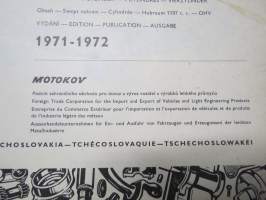 Obsah — Swept volume — Cylindrée — Hubraum 1197 c. c. — OHV
VYDÁNÍ – EDITION – PUBLICATION – AUSGABE
1971-1972
MOTOKOV
Podnik zahraničního obchodu pro dovoz a vývoz vozidel a výrobků lehkého průmyslu
Foreign Trade Corporation for the Import and Export of Vehicles and Light Engineering Products
Entreprise du Commerce Extérieur pour l'importation et l'exportation de véhicules et de produits
de l'industrie légère des métaux
Aussenhandelsunternehmen für Ein- und Ausfuhr von Fahrzeugen und Erzeugnissen der leichten
Metallindustrie
CHOSLOVAKIA — TCHÉCOSLOVAQUIE — TSCHECHOSLOWAKEI